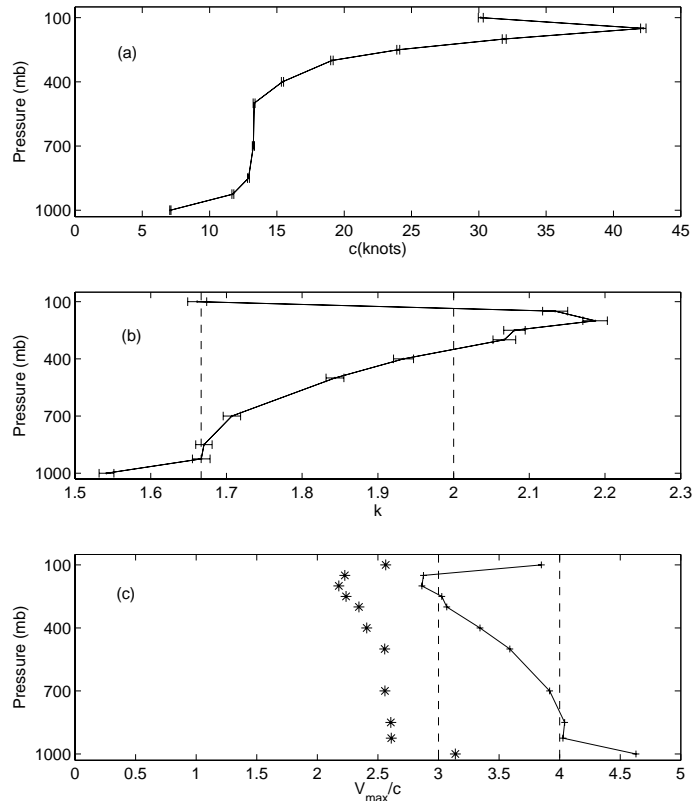 100
400
700
1000
Pressure (mb)
(a)
0 5 10 15 20 25 30 35 40 45
c(knots)
100
400
700
1000
Pressure (mb)
(b)
1.5 1.6 1.7 1.8 1.9 2 2.1 2.2 2.3
k
100
400
700
1000
Pressure (mb)
(c)
0 0.5 1 1.5 2 2.5 3 3.5 4 4.5 5
V_max/c